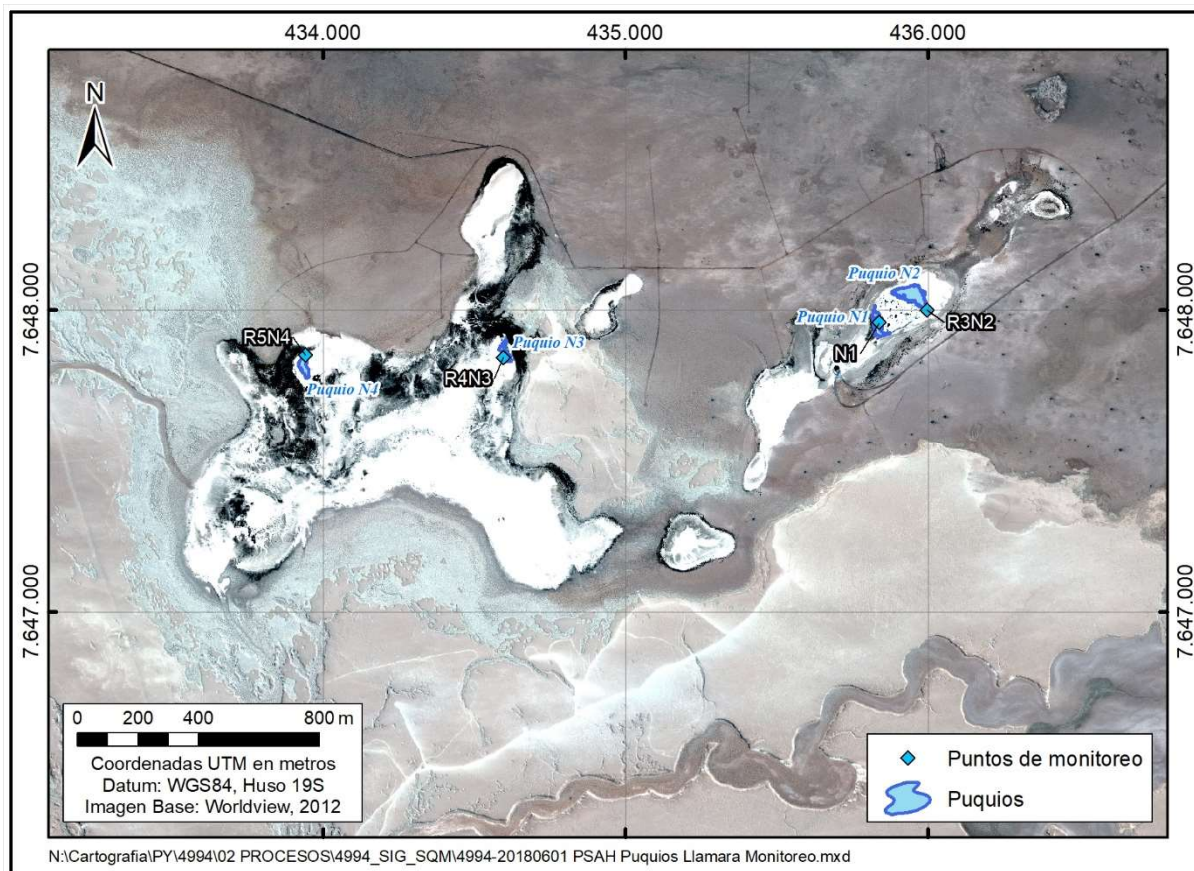 434.000 435.000 436.000
N
7.648.000 7.648.000
Puquio N2
Puquio N1
R3N2
N1
R5N4
Puquio N3
R4N3
Puquio N4
7.647.000 7.647.000
0 200 400 800 m
Coordenadas UTM en metros
Datum: WGS84, Huso 19S
Imagen Base: Worldview, 2012
Puntos de monitoreo
Puquios
N:\Cartografia\PY\4994\02 PROCESOS\4994_SIG_SQM\4994-20180601 PSAH Puquios Llamara Monitoreo.mxd